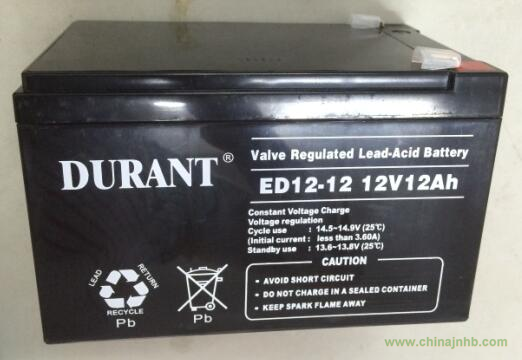 DURANT®
Valve Regulated Lead-Acid Battery
ED12-12 12V12Ah
Constant Voltage Charge
Voltage regulation
Cycle use : 14.5~14.9V (25℃)
(Initial current : less than 3.60A)
Standby use : 13.6~13.8V (25℃)
CAUTION
• AVOID SHORT CIRCUIT
• DO NOT CHARGE IN A SEALED CONTAINER
• KEEP SPARK FLAME AWAY
LEAD RETURN
RECYCLE
Pb
Pb
www.chinajnhb.com